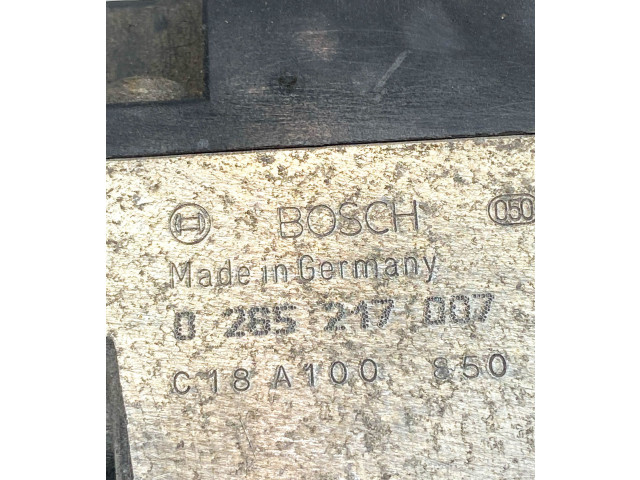 BOSCH 050
Made in Germany
0 265 217 007
C18 A100 850